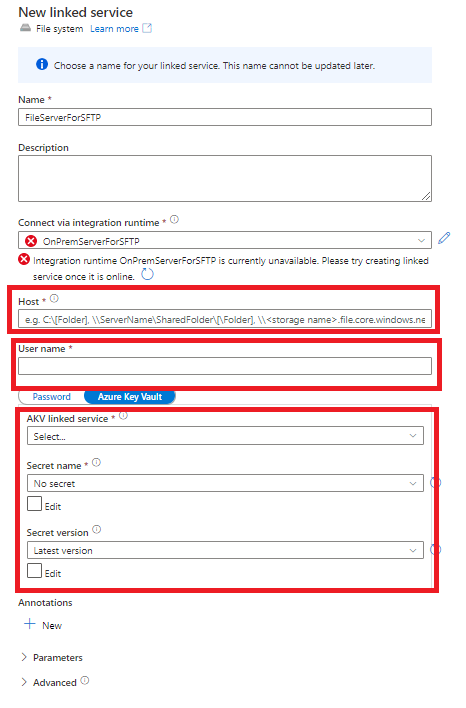 New linked service
File system Learn more
Choose a name for your linked service. This name cannot be updated later.
Name *
FileServerForSFTP
Description
Connect via integration runtime *
OnPremServerForSFTP
Integration runtime OnPremServerForSFTP is currently unavailable. Please try creating linked
service once it is online.
Host *
e.g. C:\[Folder], \\ServerName\SharedFolder\[\Folder], \\<storage name>.file.core.windows.ne
User name *
Password Azure Key Vault
AKV linked service *
Select...
Secret name *
No secret
Edit
Secret version
Latest version
Edit
Annotations
New
Parameters
Advanced